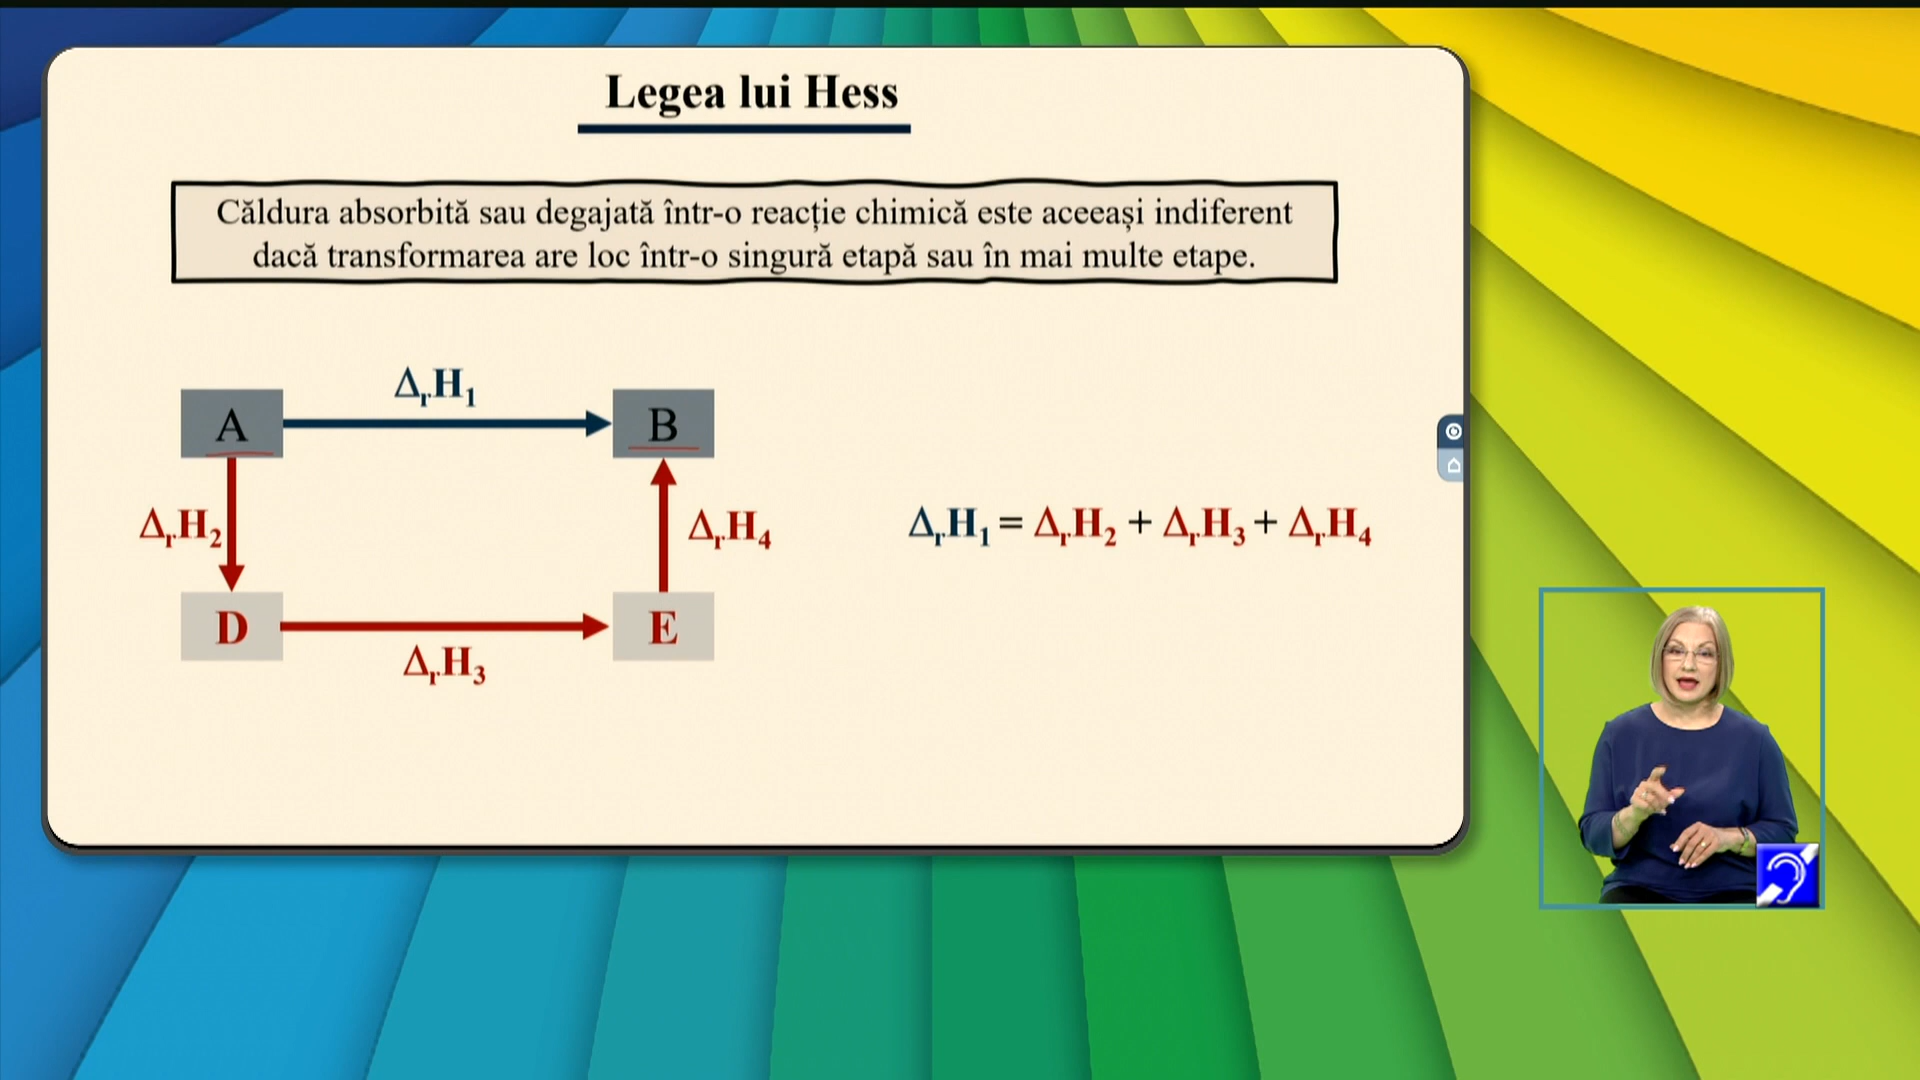 Legea lui Hess
Căldura absorbită sau degajată într-o reacție chimică este aceeași indiferent
dacă transformarea are loc într-o singură etapă sau în mai multe etape.
ΔᵣH₁
A
B
ΔᵣH₂
ΔᵣH₄
ΔᵣH₁ = ΔᵣH₂ + ΔᵣH₃ + ΔᵣH₄
D
E
ΔᵣH₃